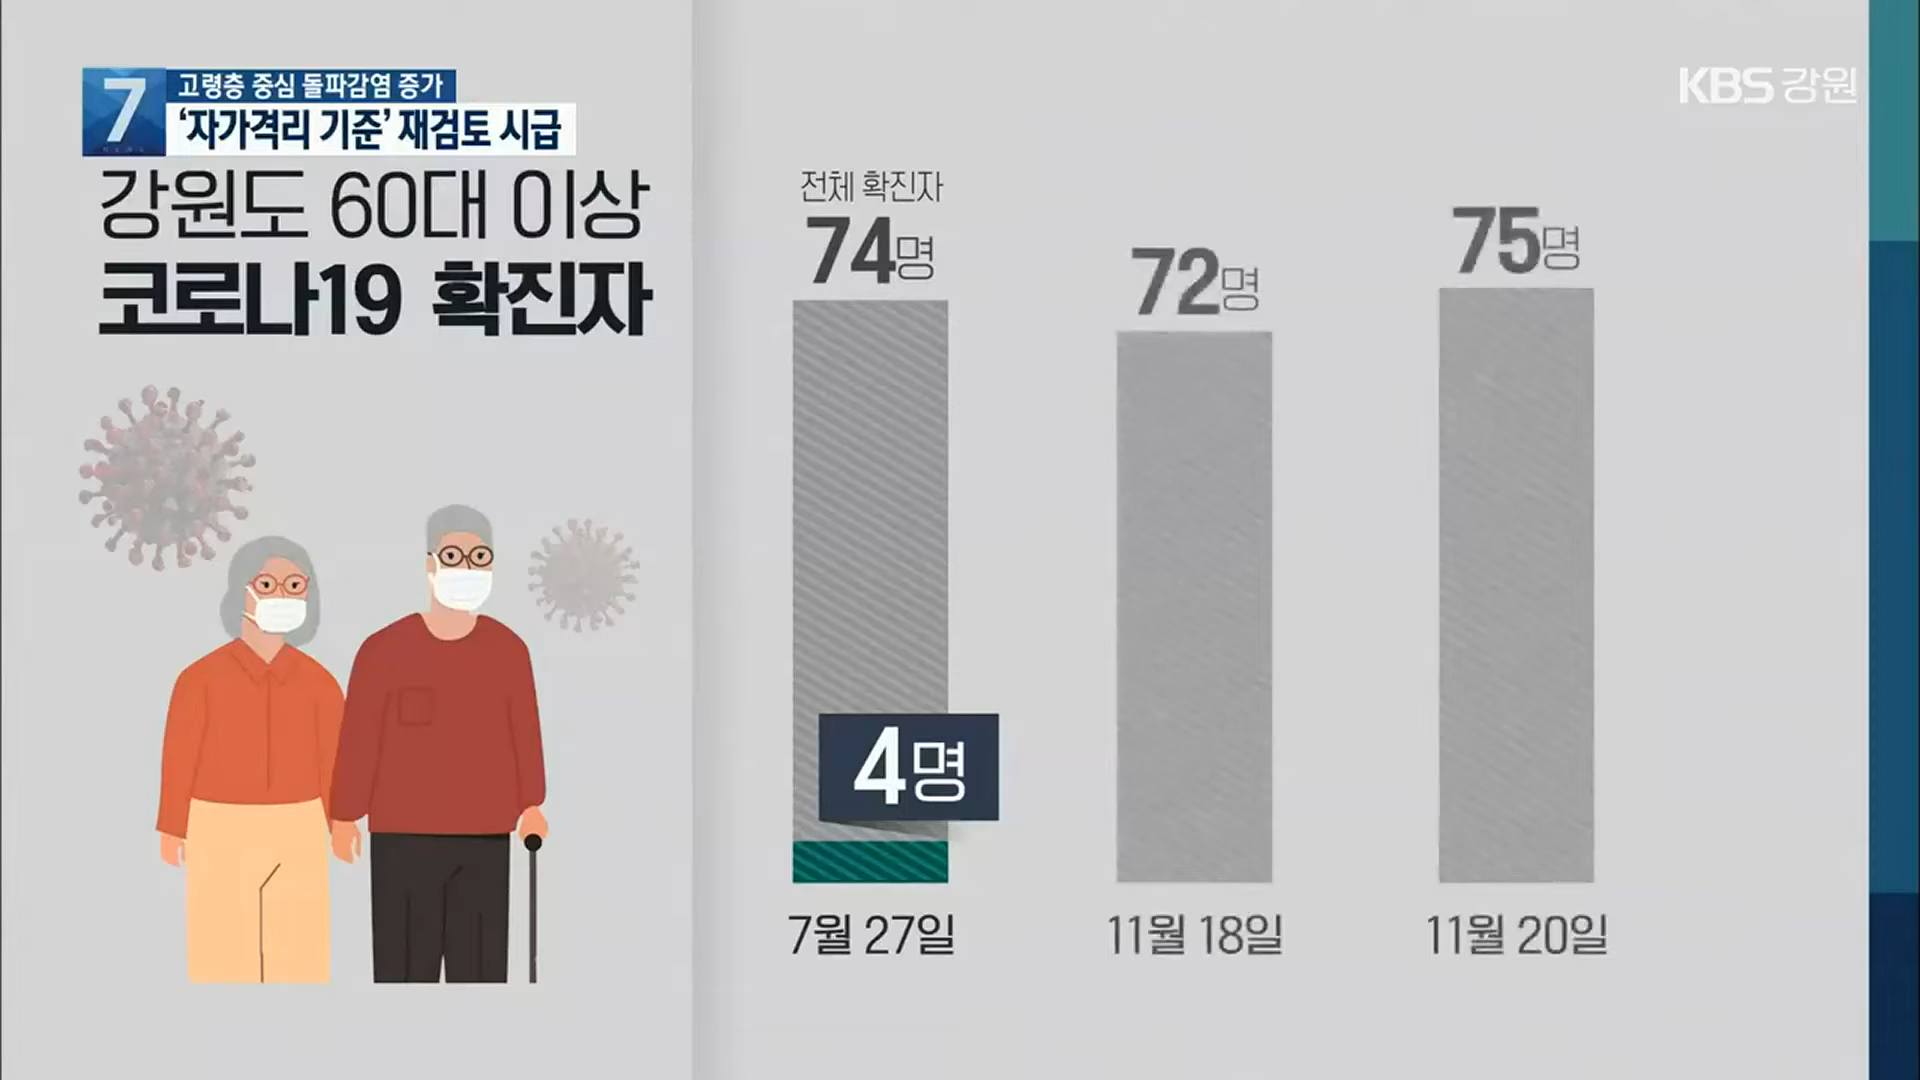 7
고령층 중심 돌파감염 증가
‘자가격리 기준’ 재검토 시급
KBS 강원
강원도 60대 이상
코로나19 확진자
전체 확진자
74명
72명
75명
4명
7월 27일
11월 18일
11월 20일